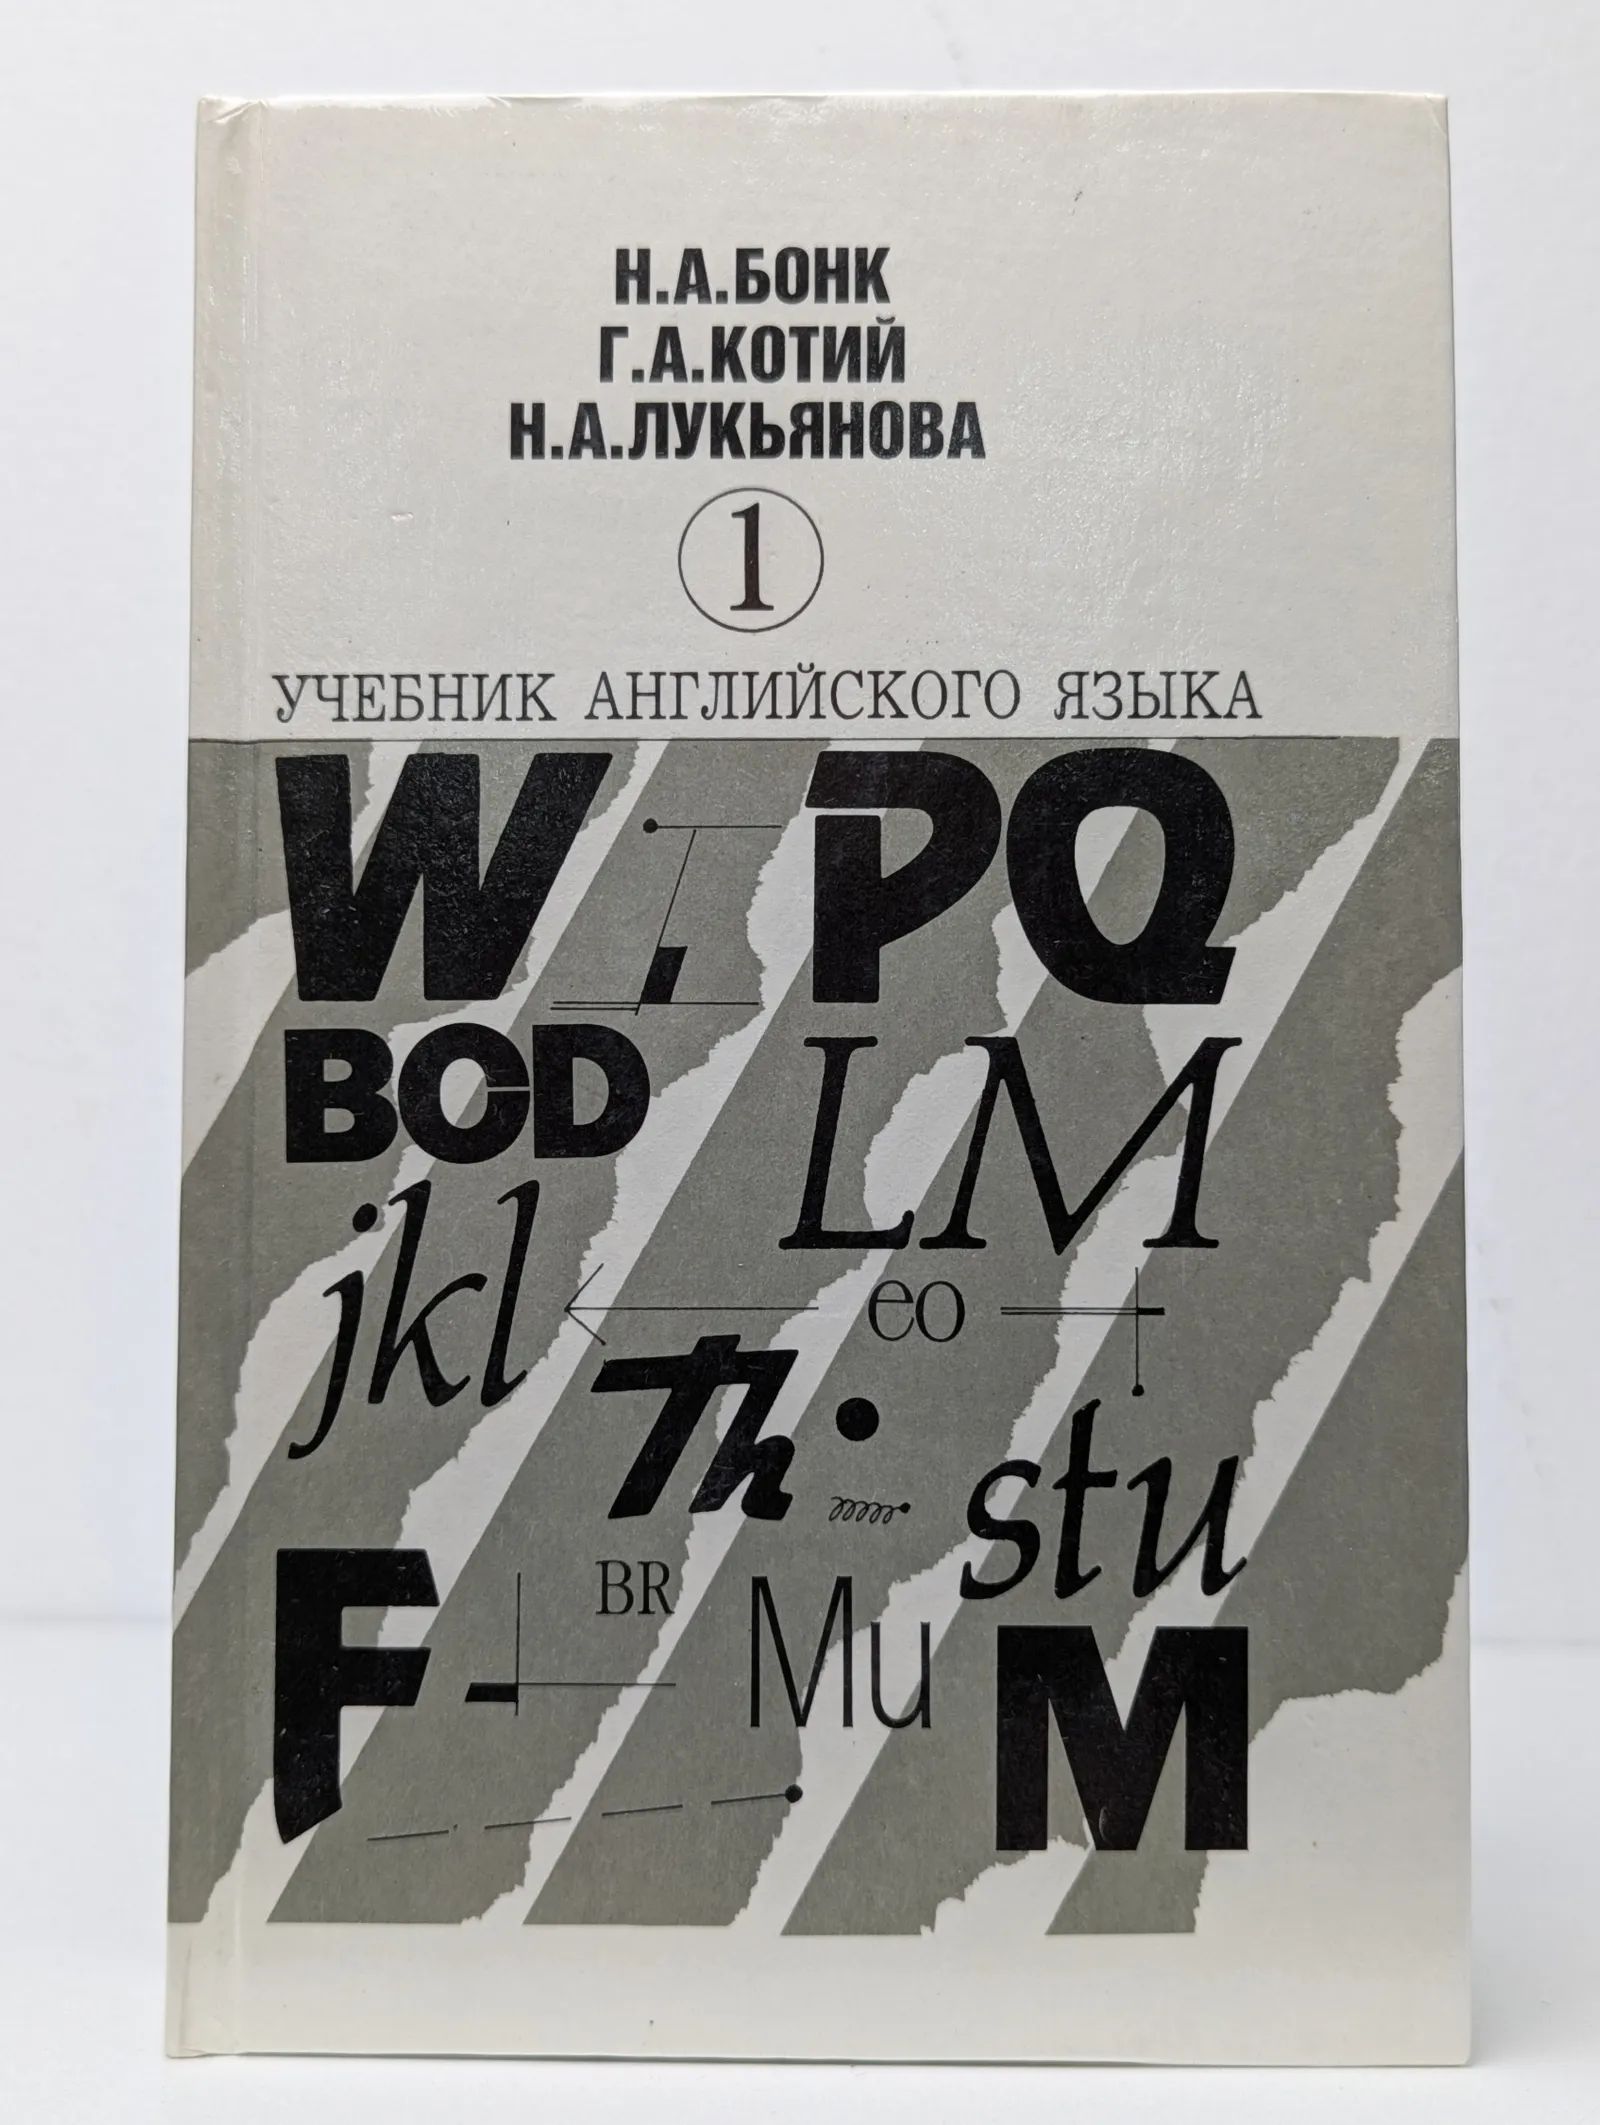 Н.А.БОНК
Г.А.КОТИЙ
Н.А.ЛУКЬЯНОВА
1
УЧЕБНИК АНГЛИЙСКОГО ЯЗЫКА
W PQ
BCD LM
jkl eo
Th stu
F BR Mu M